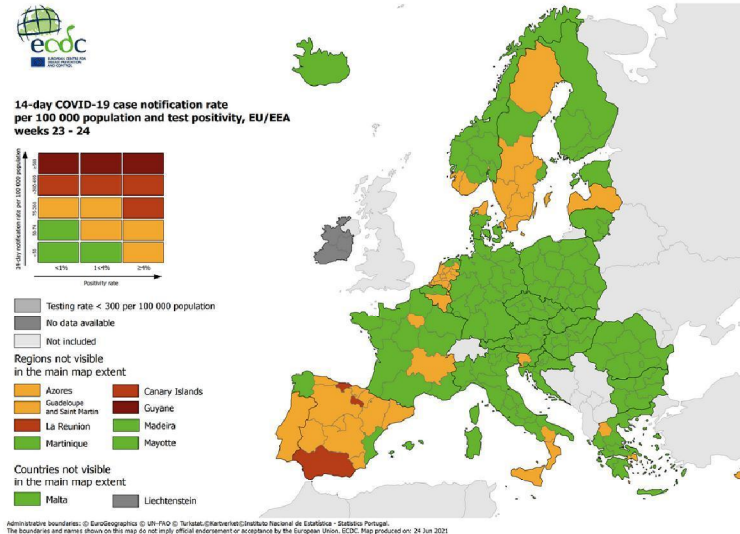 ecdc
EUROPEAN CENTRE FOR
DISEASE PREVENTION
AND CONTROL
14-day COVID-19 case notification rate
per 100 000 population and test positivity, EU/EEA
weeks 23 - 24
14-day notification rate per 100 000 population
<1%
1<4%
≥4%
Positivity rate
Testing rate < 300 per 100 000 population
No data available
Not included
Regions not visible
in the main map extent
Azores
Canary Islands
Guadeloupe
and Saint Martin
Guyane
La Reunion
Madeira
Martinique
Mayotte
Countries not visible
in the main map extent
Malta
Liechtenstein
Administrative boundaries: © EuroGeographics © UN-FAO © Turkstat.©Kartverket©Instituto Nacional de Estatística - Statistics Portugal.
The boundaries and names shown on this map do not imply official endorsement or acceptance by the European Union. ECDC. Map produced on: 24 Jun 2021